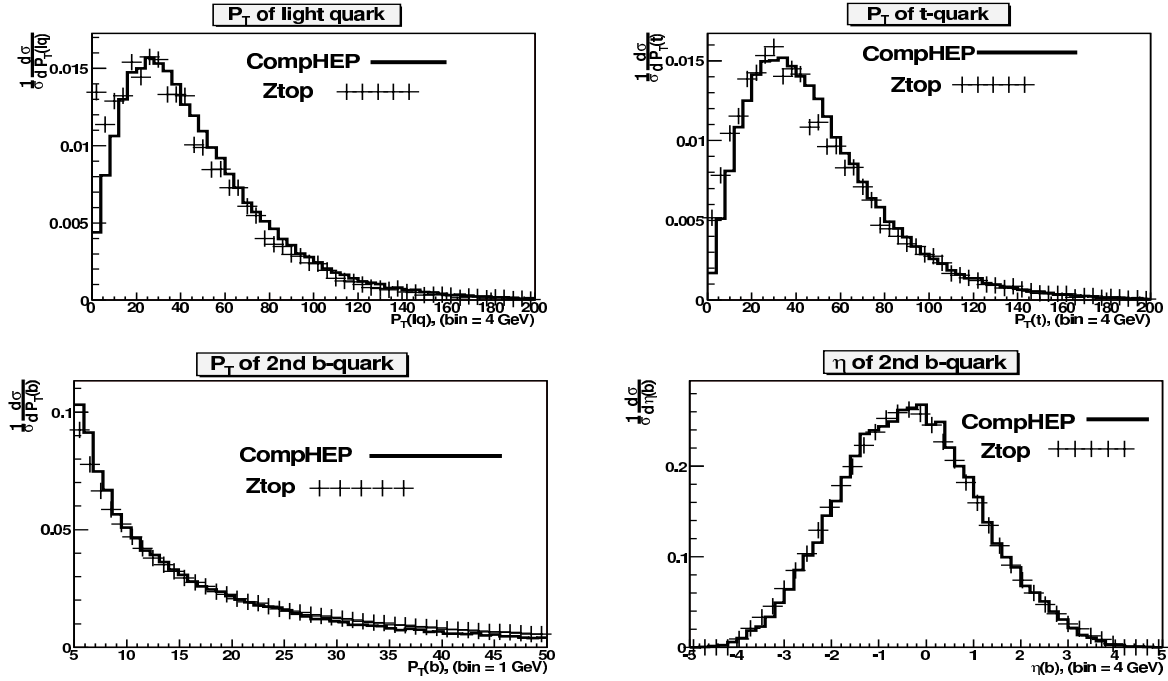 P_T of light quark
1/σ dσ/dP_T(lq)
CompHEP
Ztop
0.015
0.01
0.005
0
0 20 40 60 80 100 120 140 160 180 200
P_T(lq), (bin = 4 GeV)
P_T of t-quark
1/σ dσ/dP_T(t)
CompHEP
Ztop
0.015
0.01
0.005
0
0 20 40 60 80 100 120 140 160 180 200
P_T(t), (bin = 4 GeV)
P_T of 2nd b-quark
1/σ dσ/dP_T(b)
CompHEP
Ztop
0.1
0.05
0
5 10 15 20 25 30 35 40 45 50
P_T(b), (bin = 1 GeV)
η of 2nd b-quark
1/σ dσ/dη(b)
CompHEP
Ztop
0.2
0.1
0
-5 -4 -3 -2 -1 0 1 2 3 4 5
η(b), (bin = 4 GeV)